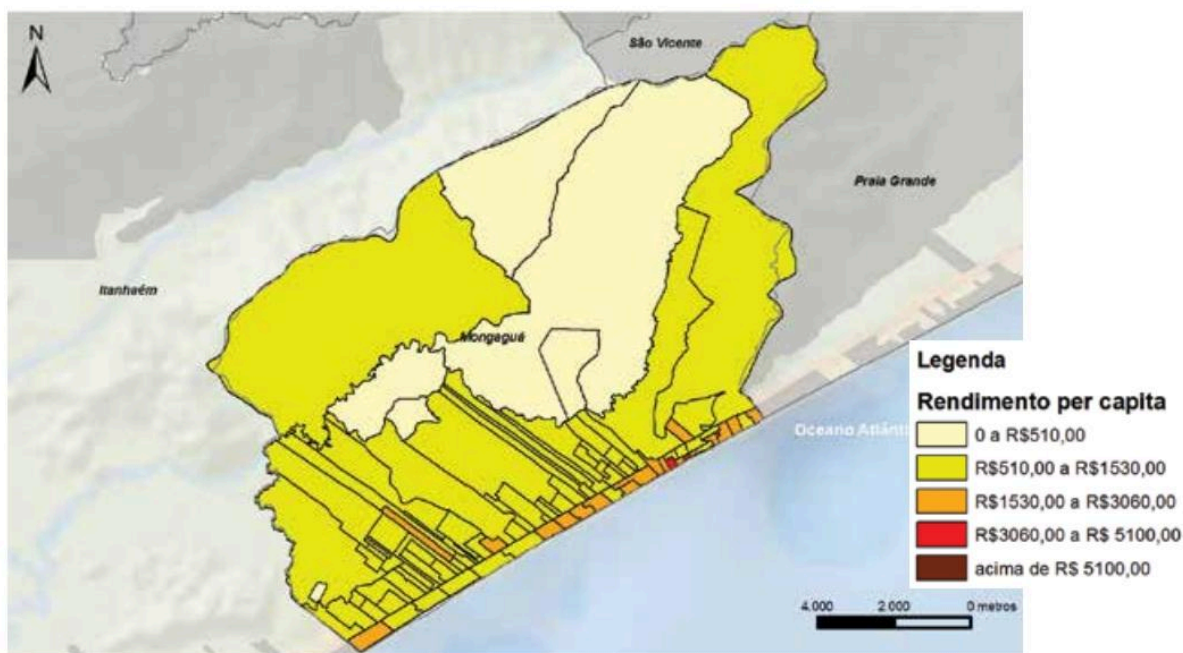 N
São Vicente
Praia Grande
Itanhaém
Mongaguá
Oceano Atlânti
Legenda
Rendimento per capita
0 a R$510,00
R$510,00 a R$1530,00
R$1530,00 a R$3060,00
R$3060,00 a R$ 5100,00
acima de R$ 5100,00
4.000 2.000 0 metros